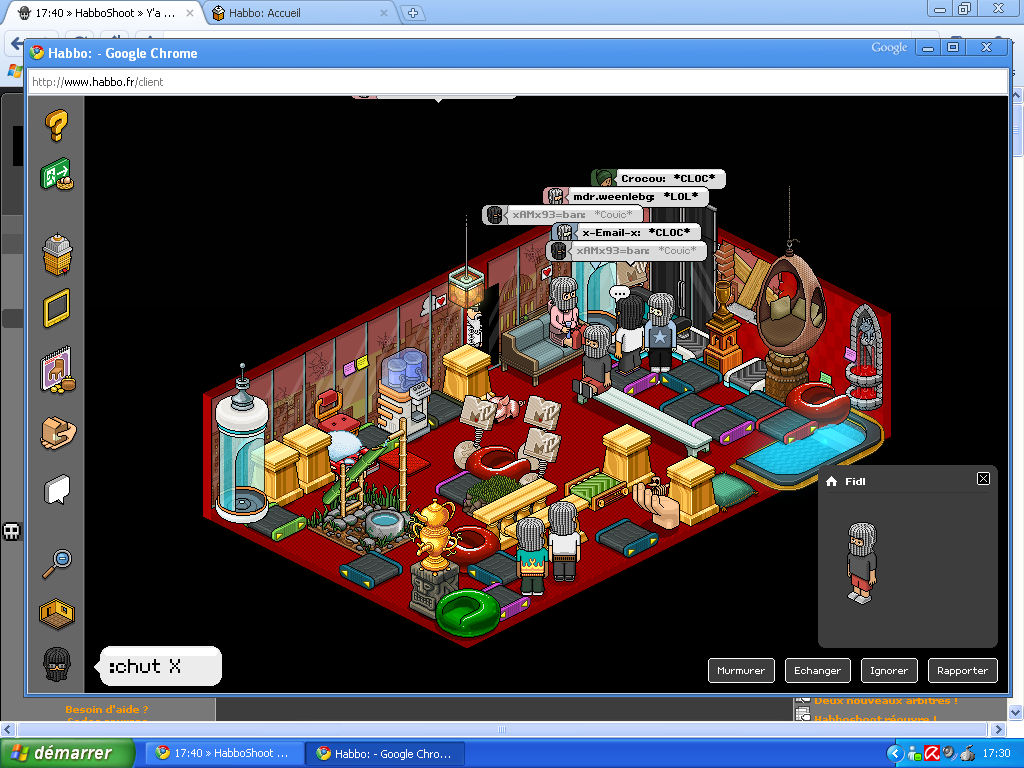 17:40 » HabboShoot » Y'a ...
Habbo: Accueil
Habbo: - Google Chrome
Google
http://www.habbo.fr/client
Crocou: *CLOC*
mdr.weenlebg: *LOL*
xAMx93=ban: *Couic*
x-Email-x: *CLOC*
xAMx93=ban: *Couic*
...
Fidl
:chut X
Murmurer
Echanger
Ignorer
Rapporter
Besoin d'aide ?
Deux nouveaux arbitres !
Habboshoot réouvre !
démarrer
17:40 » HabboShoot ...
Habbo: - Google Chro...
17:30